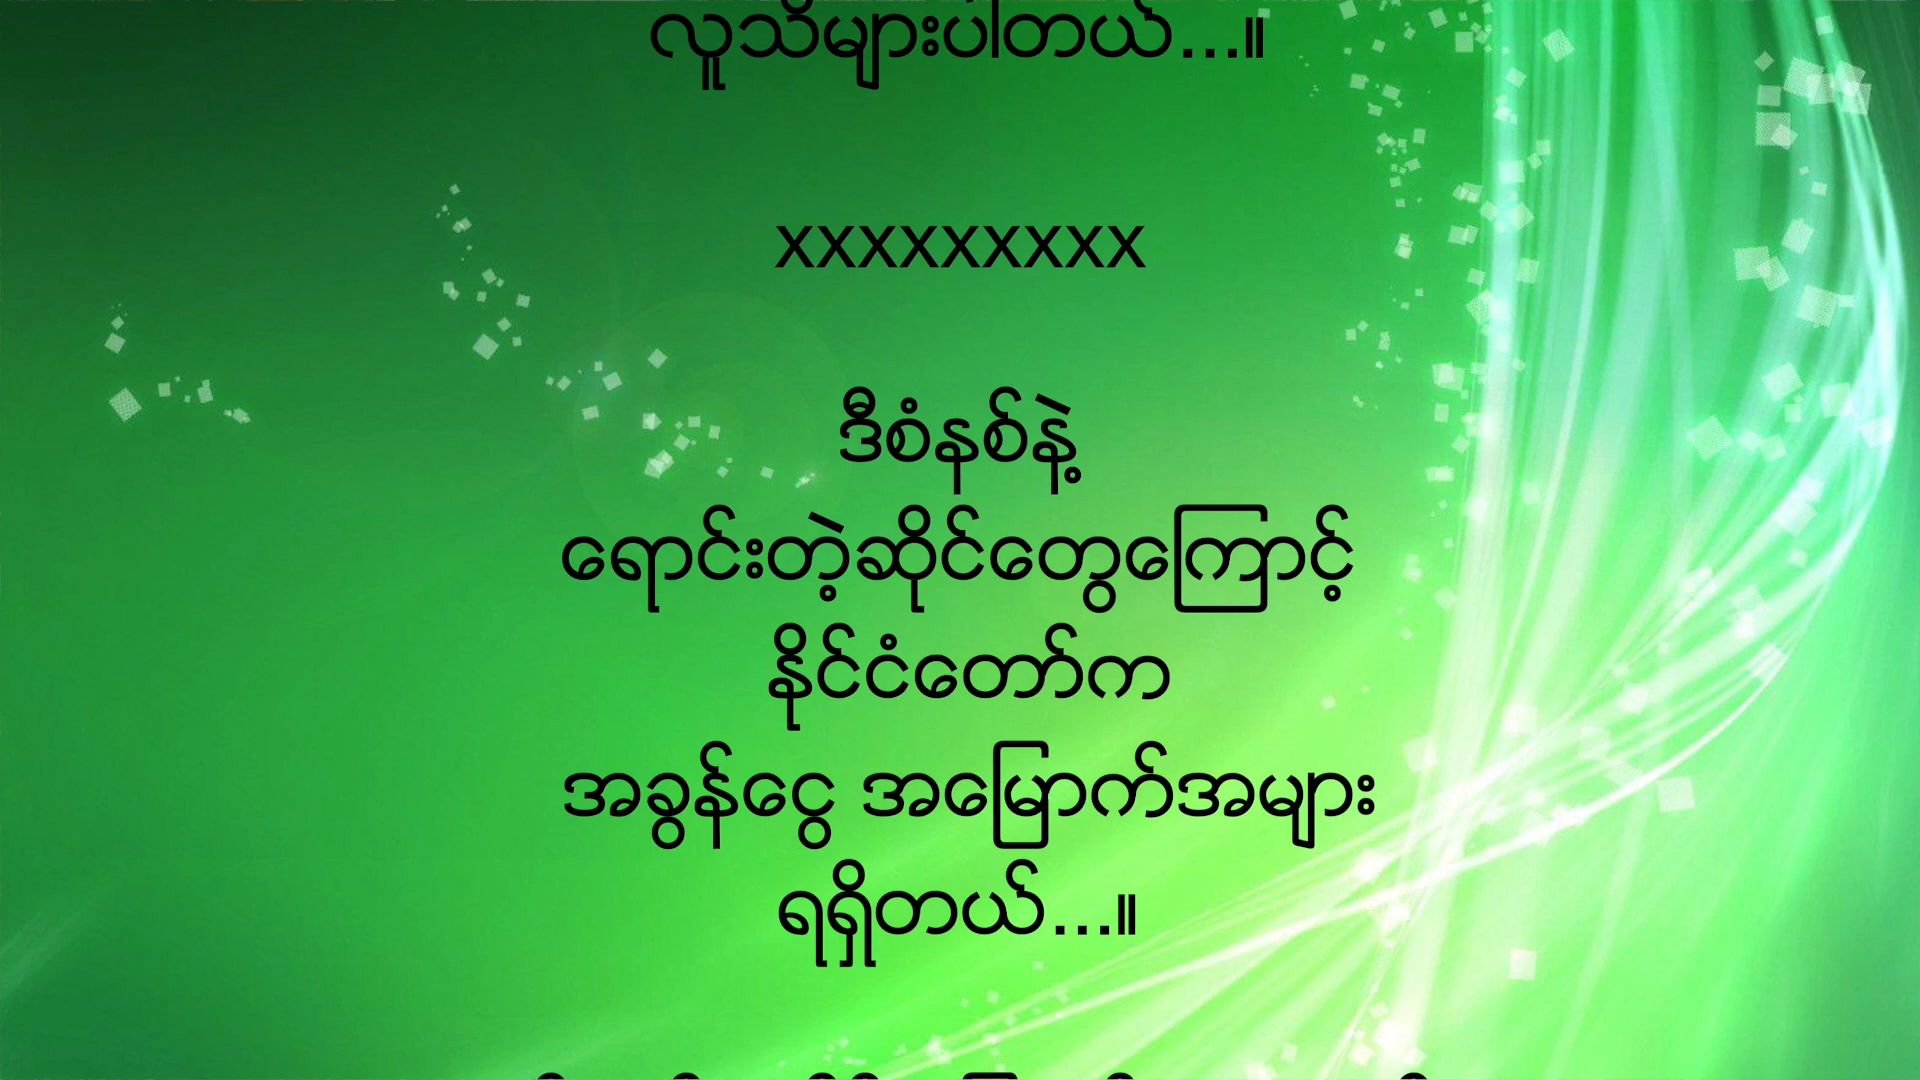 လူသိများပါတယ်...။
xxxxxxxxx
ဒီစံနစ်နဲ့
ရောင်းတဲ့ဆိုင်တွေကြောင့်
နိုင်ငံတော်က
အခွန်ငွေ အမြောက်အများ
ရရှိတယ်...။